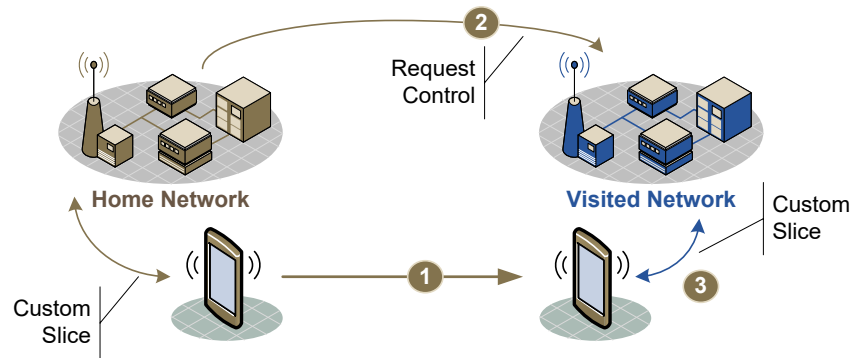 2
Request
Control
Home Network
Visited Network
Custom
Slice
1
3
Custom
Slice